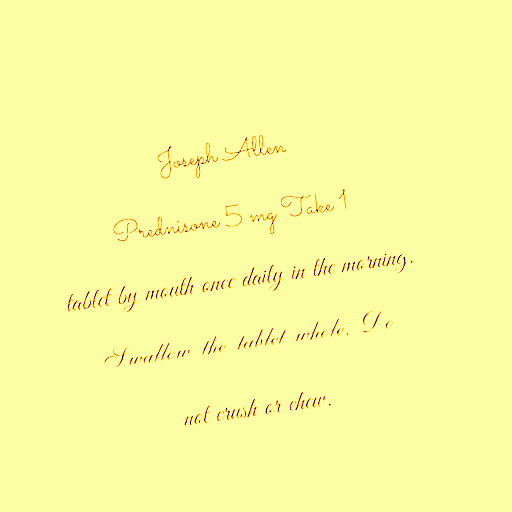 Joseph Allen
Prednisone 5 mg Take 1
tablet by mouth once daily in the morning.
Swallow the tablet whole. Do
not crush or chew.